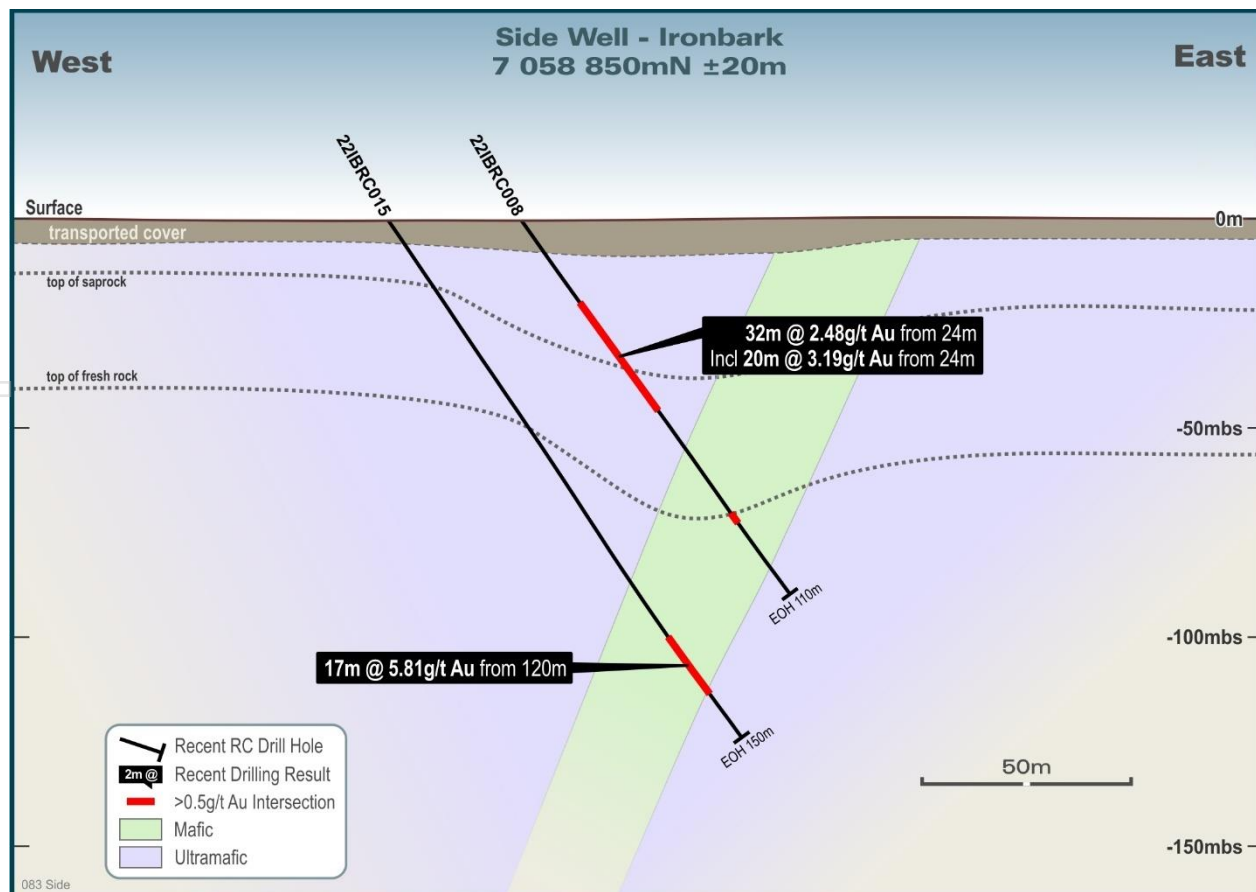 Side Well - Ironbark
7 058 850mN ±20m
West
East
22IBRC015
22IBRC008
Surface
0m
transported cover
top of saprock
32m @ 2.48g/t Au from 24m
Incl 20m @ 3.19g/t Au from 24m
top of fresh rock
-50mbs
EOH 110m
-100mbs
17m @ 5.81g/t Au from 120m
EOH 150m
50m
Recent RC Drill Hole
2m @
Recent Drilling Result
>0.5g/t Au Intersection
Mafic
Ultramafic
-150mbs
083 Side